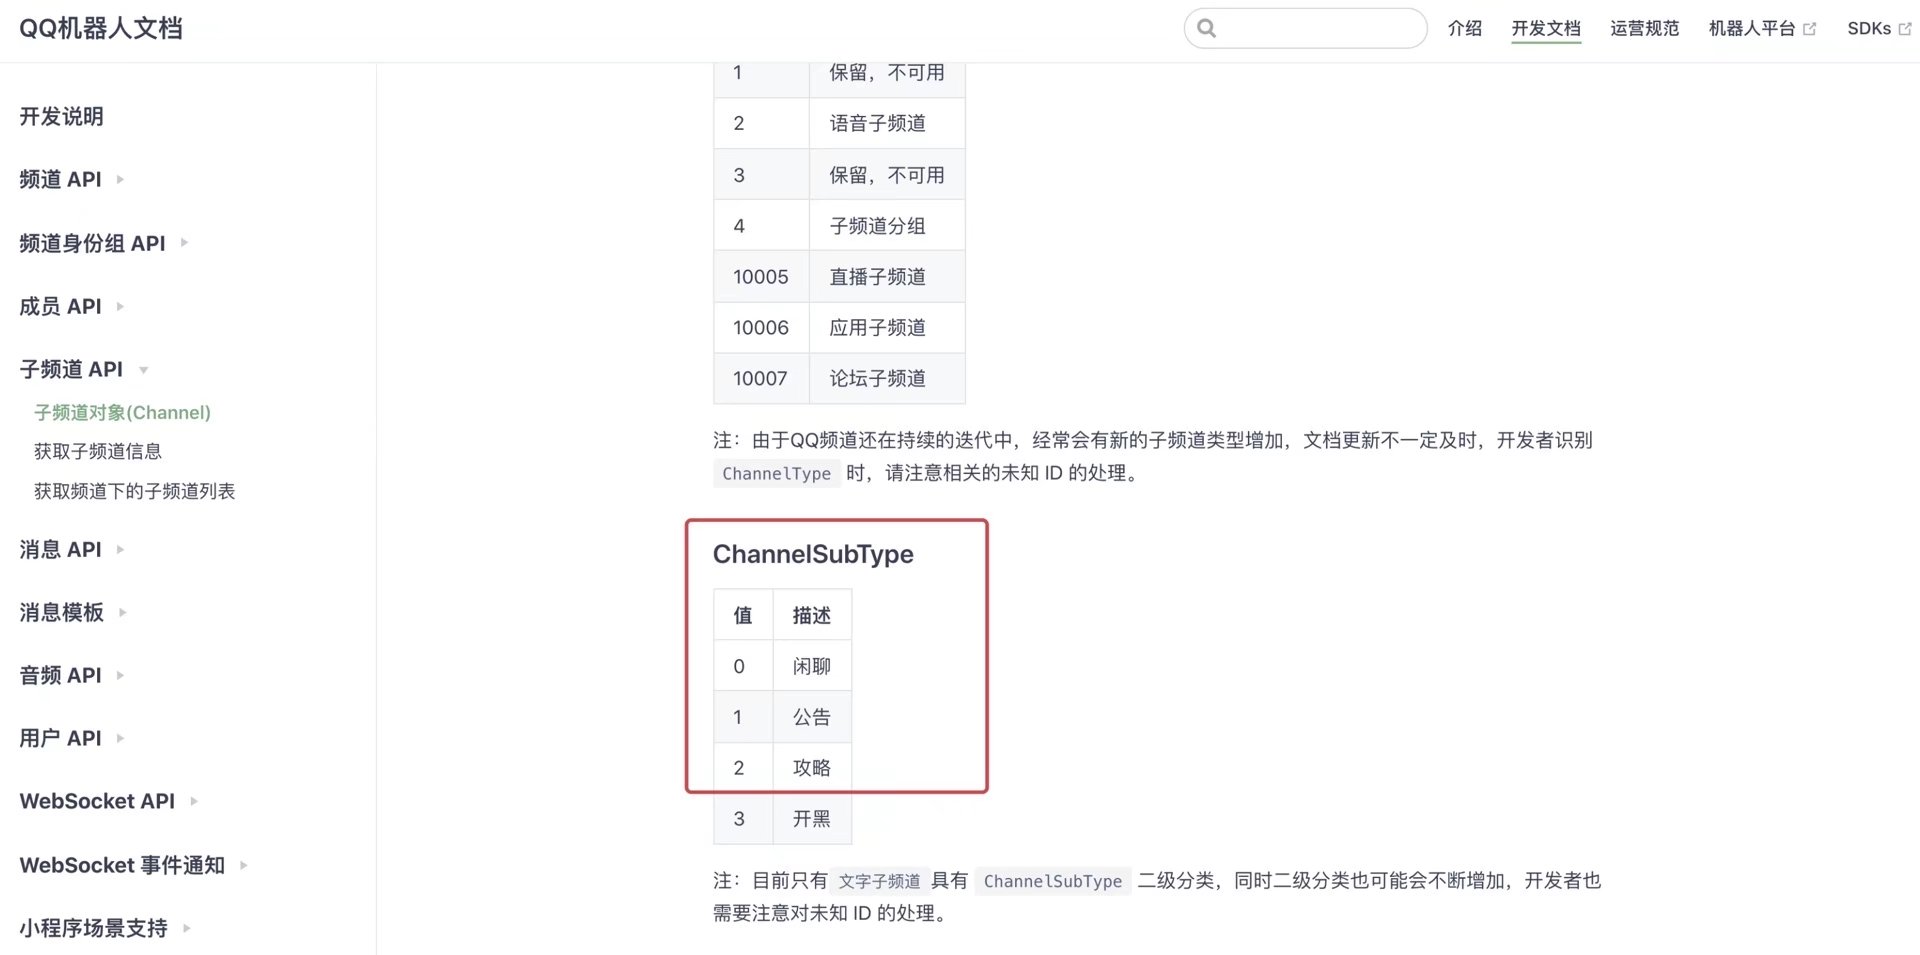 QQ机器人文档
介绍 开发文档 运营规范 机器人平台 SDKs
开发说明
频道 API
频道身份组 API
成员 API
子频道 API
子频道对象(Channel)
获取子频道信息
获取频道下的子频道列表
消息 API
消息模板
音频 API
用户 API
WebSocket API
WebSocket 事件通知
小程序场景支持
1 保留，不可用
2 语音子频道
3 保留，不可用
4 子频道分组
10005 直播子频道
10006 应用子频道
10007 论坛子频道
注：由于QQ频道还在持续的迭代中，经常会有新的子频道类型增加，文档更新不一定及时，开发者识别
ChannelType 时，请注意相关的未知 ID 的处理。
ChannelSubType
值 描述
0 闲聊
1 公告
2 攻略
3 开黑
注：目前只有 文字子频道 具有 ChannelSubType 二级分类，同时二级分类也可能会不断增加，开发者也
需要注意对未知 ID 的处理。